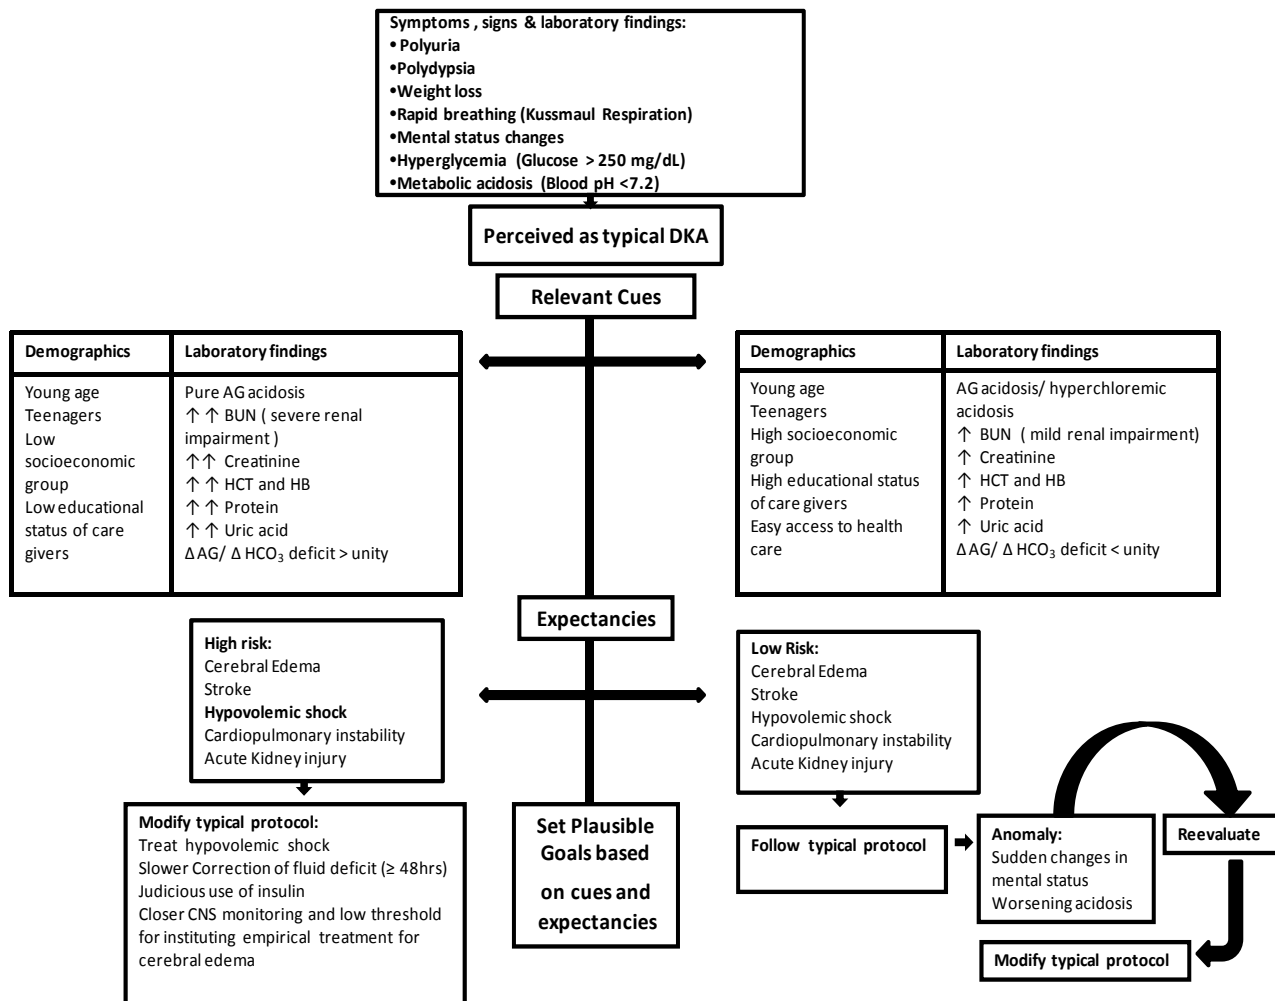 Symptoms , signs & laboratory findings:
•Polyuria
•Polydypsia
•Weight loss
•Rapid breathing (Kussmaul Respiration)
•Mental status changes
•Hyperglycemia (Glucose > 250 mg/dL)
•Metabolic acidosis (Blood pH <7.2)
Perceived as typical DKA
Relevant Cues
Demographics
Young age
Teenagers
Low
socioeconomic
group
Low educational
status of care
givers
Laboratory findings
Pure AG acidosis
↑ ↑ BUN ( severe renal
impairment )
↑↑ Creatinine
↑↑ HCT and HB
↑ ↑ Protein
↑ ↑ Uric acid
Δ AG/ Δ HCO₃ deficit > unity
Demographics
Young age
Teenagers
High socioeconomic
group
High educational status
of care givers
Easy access to health
care
Laboratory findings
AG acidosis/ hyperchloremic
acidosis
↑ BUN ( mild renal impairment)
↑ Creatinine
↑ HCT and HB
↑ Protein
↑ Uric acid
Δ AG/ Δ HCO₃ deficit < unity
Expectancies
High risk:
Cerebral Edema
Stroke
Hypovolemic shock
Cardiopulmonary instability
Acute Kidney injury
Low Risk:
Cerebral Edema
Stroke
Hypovolemic shock
Cardiopulmonary instability
Acute Kidney injury
Modify typical protocol:
Treat hypovolemic shock
Slower Correction of fluid deficit (≥ 48hrs)
Judicious use of insulin
Closer CNS monitoring and low threshold
for instituting empirical treatment for
cerebral edema
Set Plausible
Goals based
on cues and
expectancies
Follow typical protocol
Anomaly:
Sudden changes in
mental status
Worsening acidosis
Reevaluate
Modify typical protocol